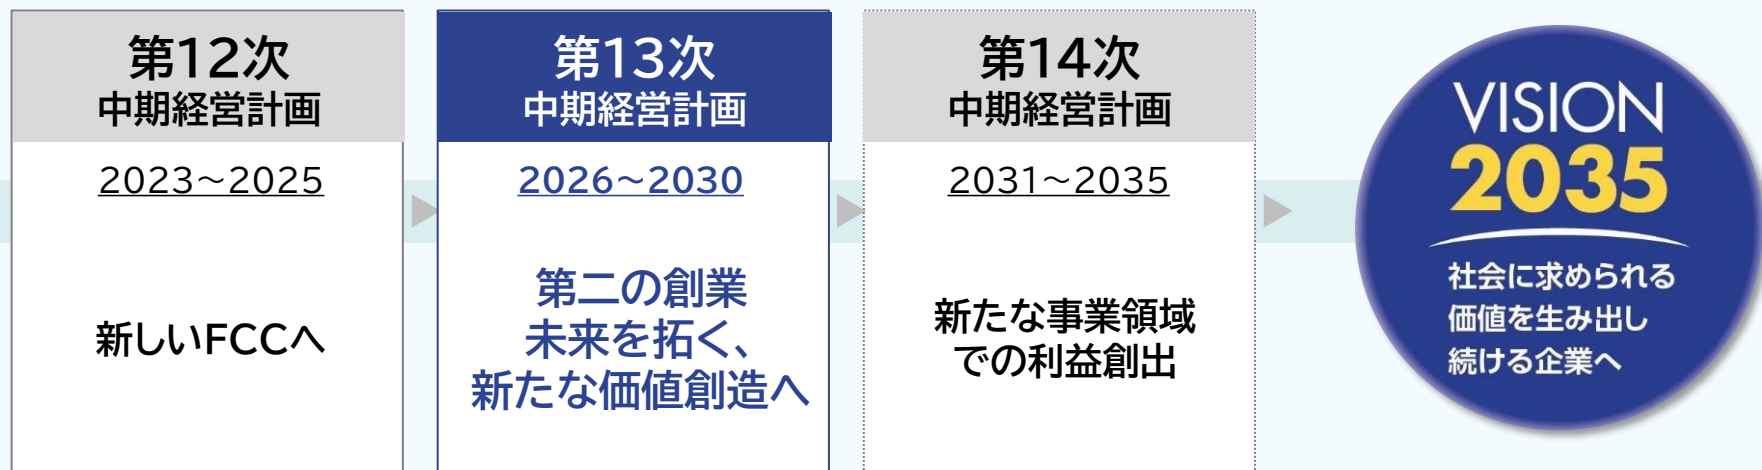 第12次
中期経営計画
2023～2025
新しいFCCへ
第13次
中期経営計画
2026～2030
第二の創業
未来を拓く、
新たな価値創造へ
第14次
中期経営計画
2031～2035
新たな事業領域
での利益創出
VISION
2035
社会に求められる
価値を生み出し
続ける企業へ